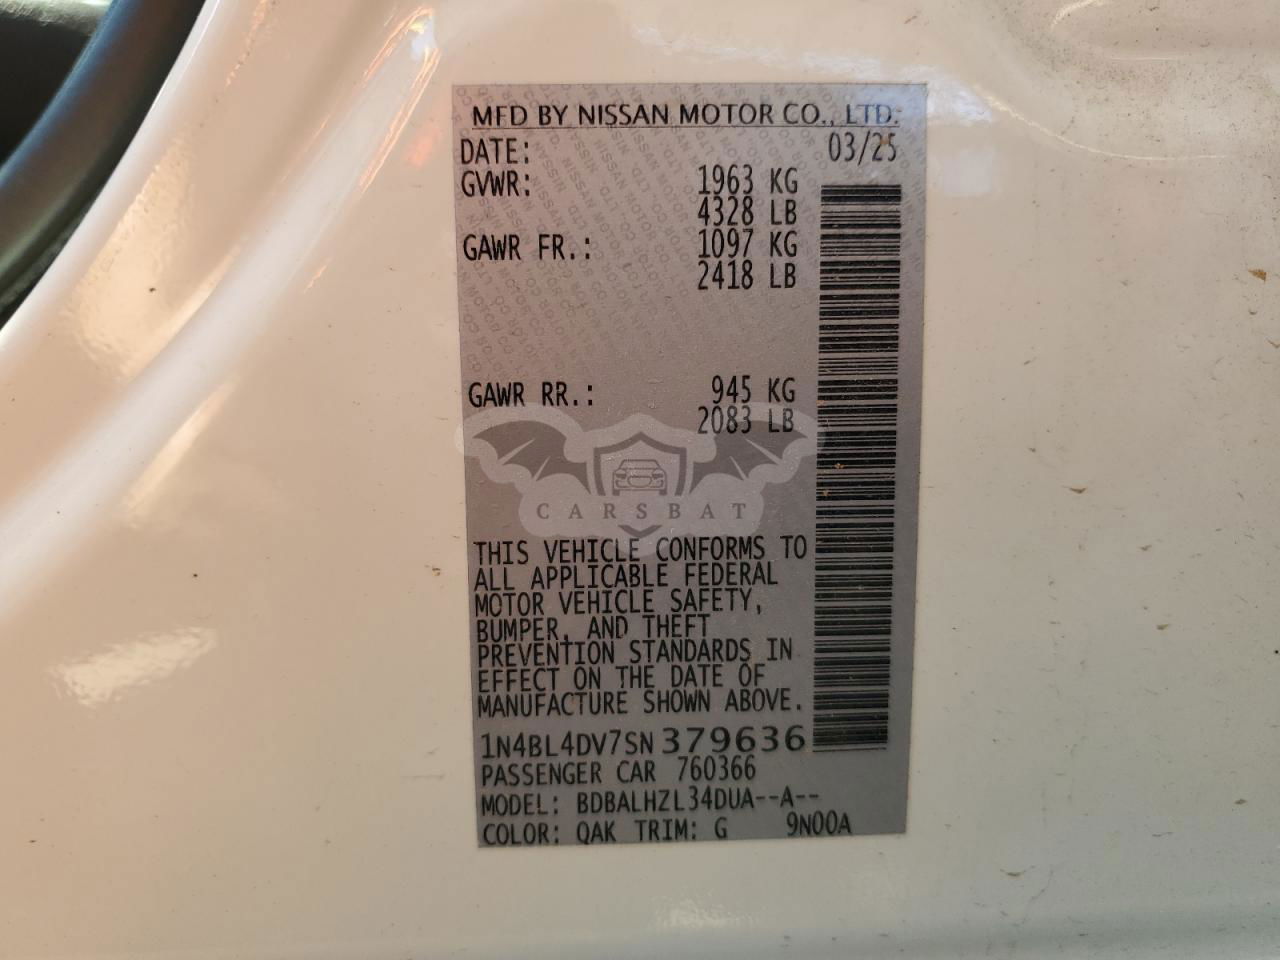 MFD BY NISSAN MOTOR CO., LTD.
DATE: 03/25
GVWR: 1963 KG
4328 LB
GAWR FR.: 1097 KG
2418 LB
GAWR RR.: 945 KG
2083 LB
CARSBAT
THIS VEHICLE CONFORMS TO
ALL APPLICABLE FEDERAL
MOTOR VEHICLE SAFETY,
BUMPER, AND THEFT
PREVENTION STANDARDS IN
EFFECT ON THE DATE OF
MANUFACTURE SHOWN ABOVE.
1N4BL4DV7SN379636
PASSENGER CAR 760366
MODEL: BDBALHZL34DUA--A--
COLOR: QAK TRIM: G 9N00A